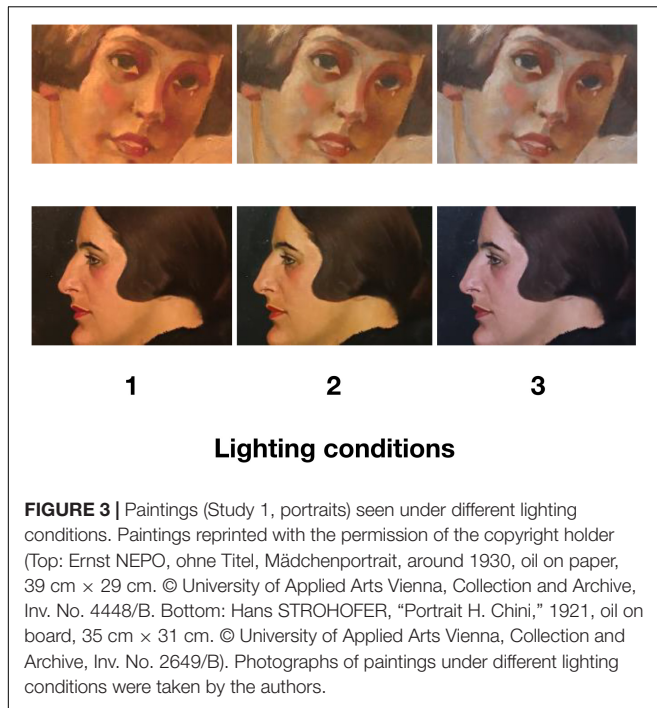 1 2 3
Lighting conditions
FIGURE 3 | Paintings (Study 1, portraits) seen under different lighting
conditions. Paintings reprinted with the permission of the copyright holder
(Top: Ernst NEPO, ohne Titel, Mädchenportrait, around 1930, oil on paper,
39 cm × 29 cm. © University of Applied Arts Vienna, Collection and Archive,
Inv. No. 4448/B. Bottom: Hans STROHOFER, “Portrait H. Chini,” 1921, oil on
board, 35 cm × 31 cm. © University of Applied Arts Vienna, Collection and
Archive, Inv. No. 2649/B). Photographs of paintings under different lighting
conditions were taken by the authors.